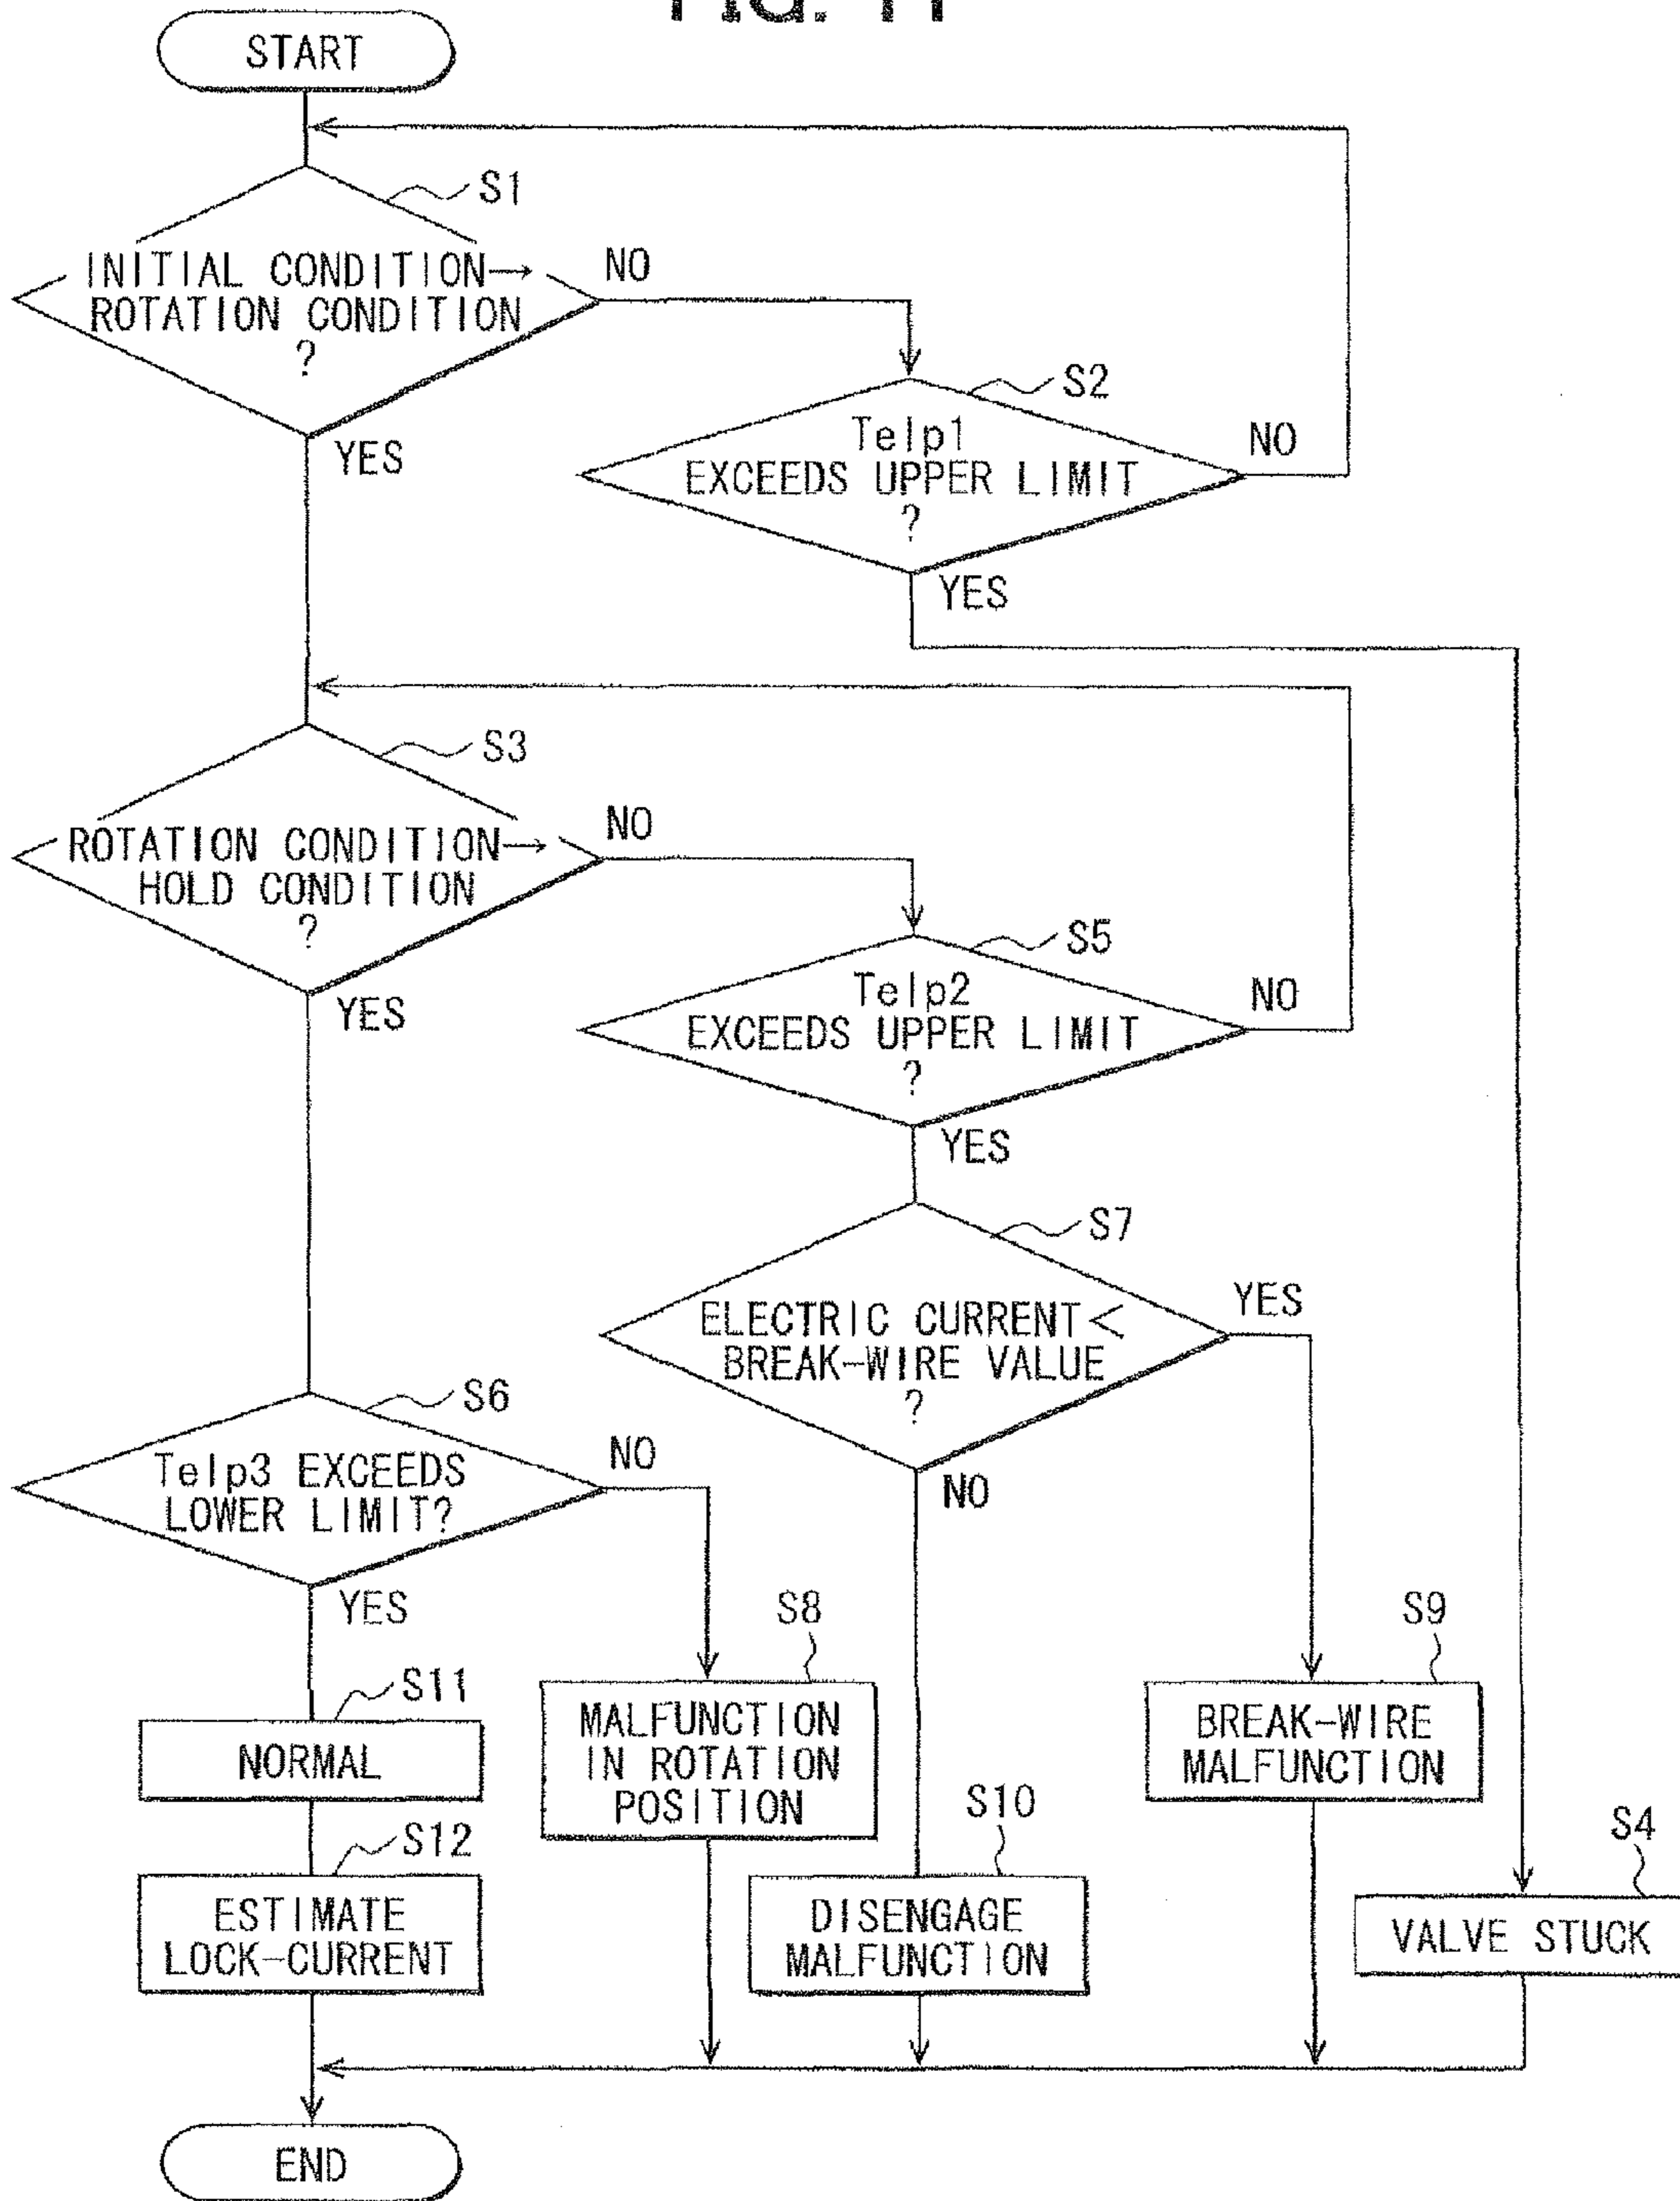 FIG. 11
START
S1
INITIAL CONDITION→
ROTATION CONDITION
?
NO
YES
S2
Telp1
EXCEEDS UPPER LIMIT
?
NO
YES
S3
ROTATION CONDITION→
HOLD CONDITION
?
NO
YES
S5
Telp2
EXCEEDS UPPER LIMIT
?
NO
YES
S7
ELECTRIC CURRENT<
BREAK-WIRE VALUE
?
YES
NO
S6
Telp3 EXCEEDS
LOWER LIMIT?
NO
YES
S8
MALFUNCTION
IN ROTATION
POSITION
S9
BREAK-WIRE
MALFUNCTION
S11
NORMAL
S10
DISENGAGE
MALFUNCTION
S4
VALVE STUCK
S12
ESTIMATE
LOCK-CURRENT
END